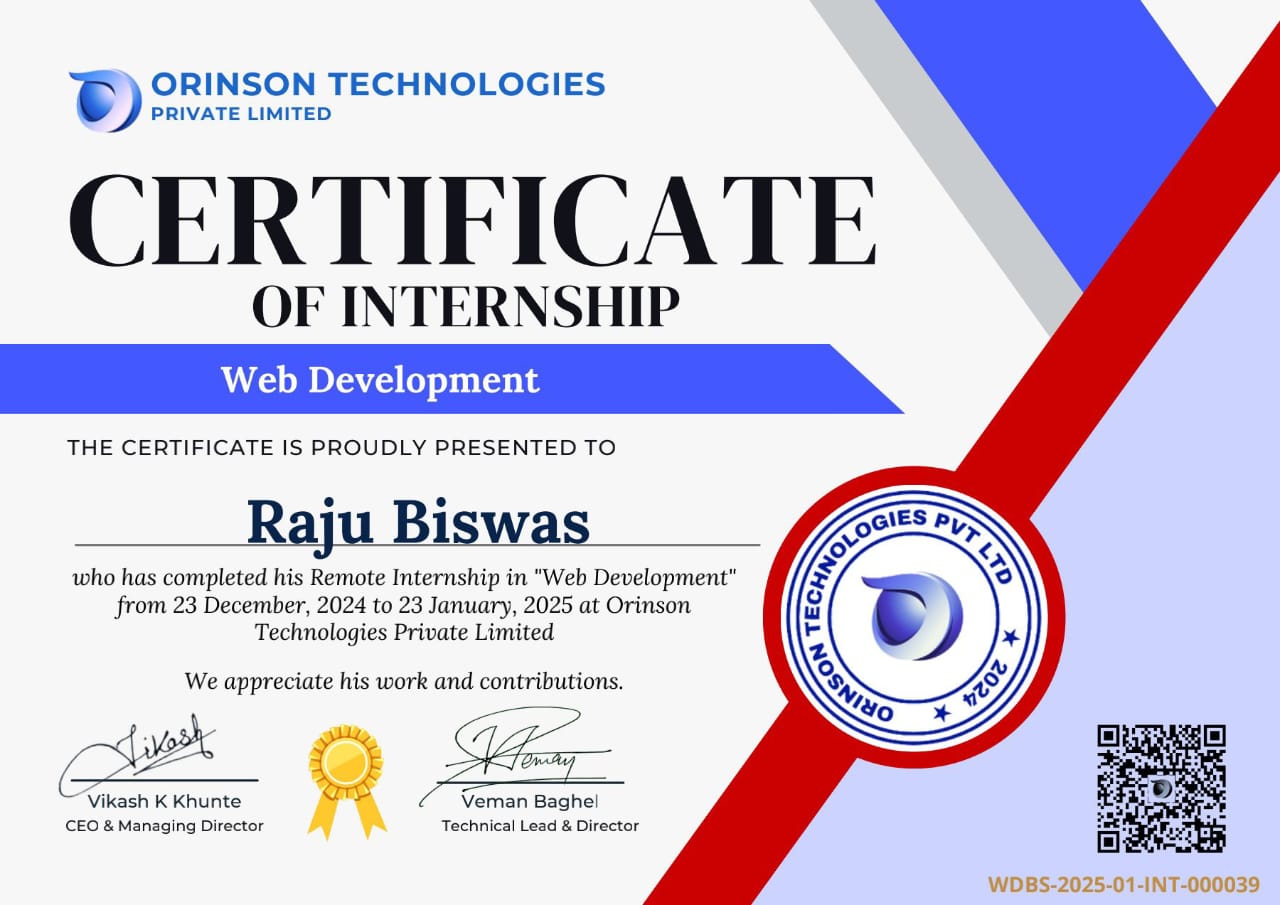 ORINSON TECHNOLOGIES
PRIVATE LIMITED
CERTIFICATE
OF INTERNSHIP
Web Development
THE CERTIFICATE IS PROUDLY PRESENTED TO
Raju Biswas
who has completed his Remote Internship in "Web Development"
from 23 December, 2024 to 23 January, 2025 at Orinson
Technologies Private Limited
We appreciate his work and contributions.
Vikash
Vikash K Khunte
CEO & Managing Director
Veman Baghel
Technical Lead & Director
ORINSON TECHNOLOGIES PVT LTD
★ 2024 ★
WDBS-2025-01-INT-000039